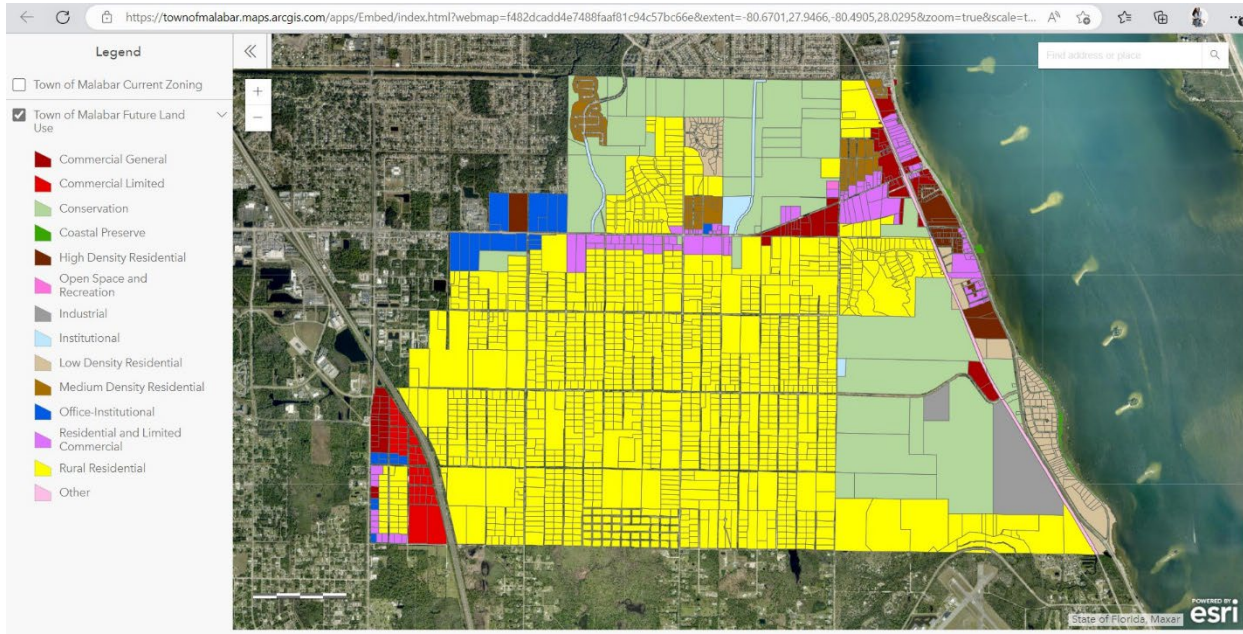 https://townofmalabar.maps.arcgis.com/apps/Embed/index.html?webmap=f482dcadd4e7488faaf81c94c57bc66e&extent=-80.6701,27.9466,-80.4905,28.0295&zoom=true&scale=t...
Legend
Find address or place
Town of Malabar Current Zoning
Town of Malabar Future Land
Use
Commercial General
Commercial Limited
Conservation
Coastal Preserve
High Density Residential
Open Space and
Recreation
Industrial
Institutional
Low Density Residential
Medium Density Residential
Office-Institutional
Residential and Limited
Commercial
Rural Residential
Other
POWERED BY
esri
State of Florida, Maxar